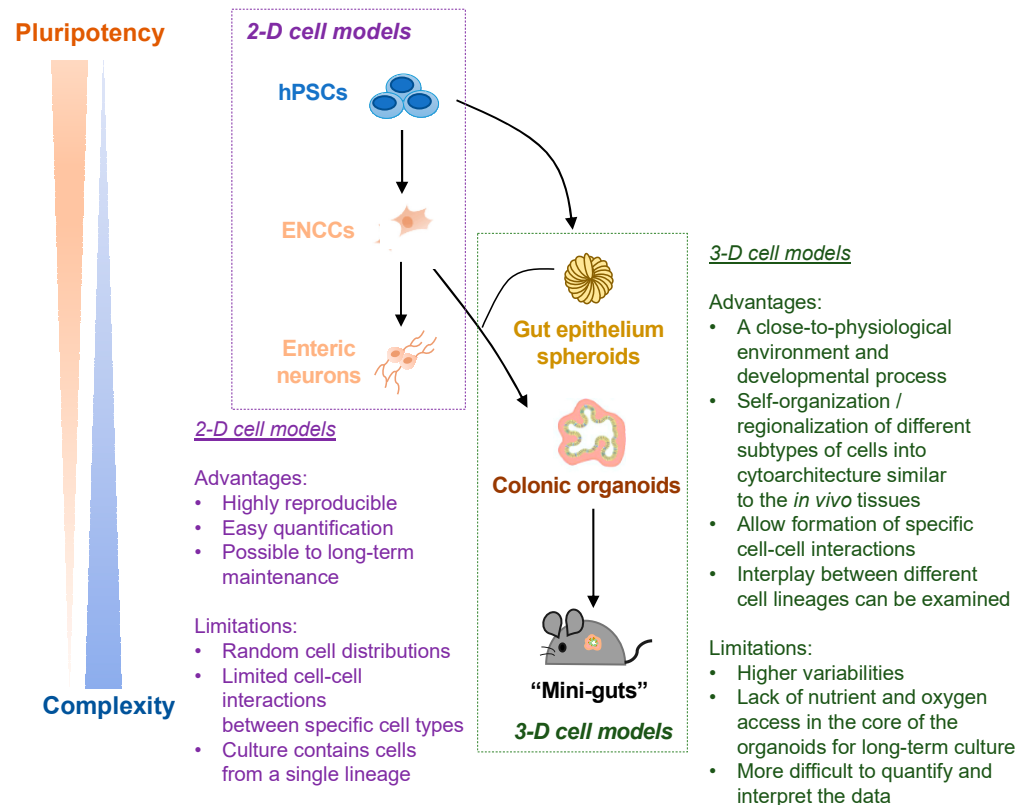 Pluripotency
2-D cell models
hPSCs
ENCCs
Enteric
neurons
Gut epithelium
spheroids
Colonic organoids
“Mini-guts”
3-D cell models
Complexity
2-D cell models
Advantages:
• Highly reproducible
• Easy quantification
• Possible to long-term
maintenance
Limitations:
• Random cell distributions
• Limited cell-cell
interactions
between specific cell types
• Culture contains cells
from a single lineage
3-D cell models
Advantages:
• A close-to-physiological
environment and
developmental process
• Self-organization /
regionalization of different
subtypes of cells into
cytoarchitecture similar
to the in vivo tissues
• Allow formation of specific
cell-cell interactions
• Interplay between different
cell lineages can be examined
Limitations:
• Higher variabilities
• Lack of nutrient and oxygen
access in the core of the
organoids for long-term culture
• More difficult to quantify and
interpret the data